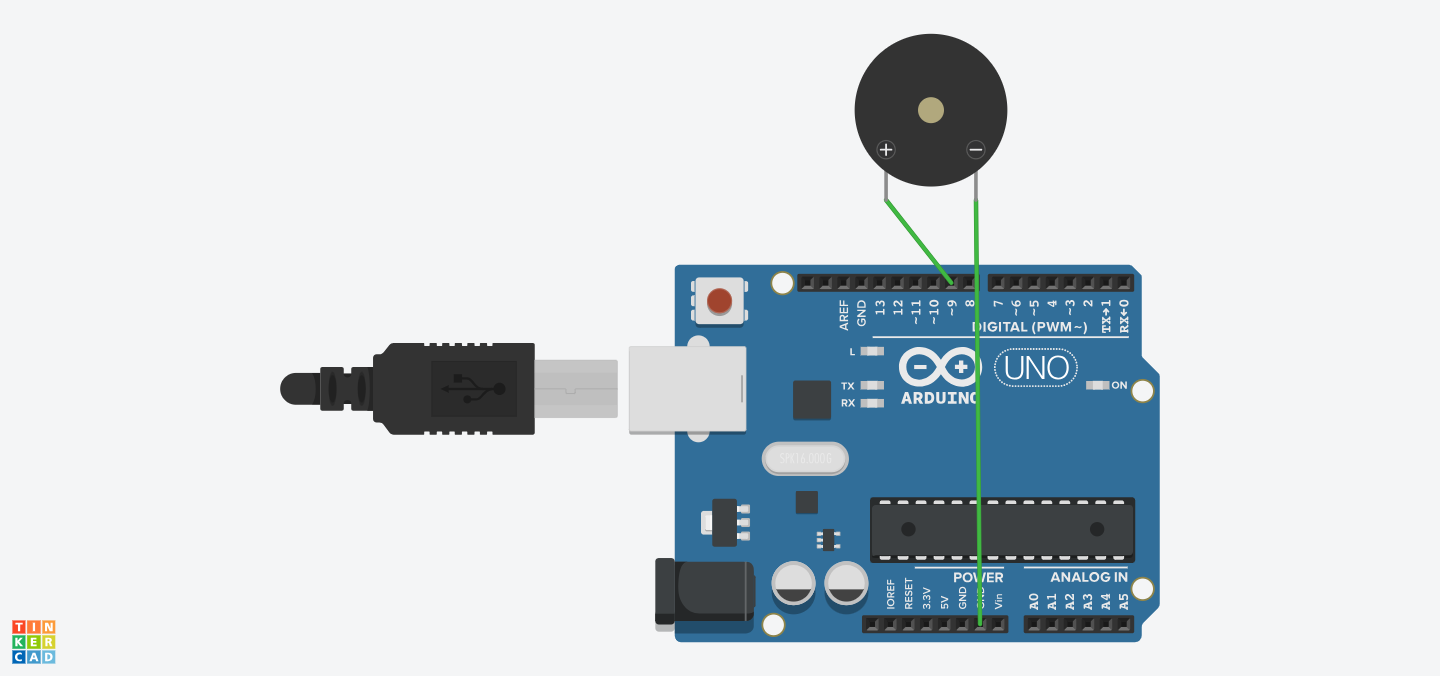 + −
AREF GND 13 12 ~11 ~10 ~9 8 7 ~6 ~5 4 ~3 2 TX→1 RX←0
DIGITAL (PWM~)
L
TX
RX
UNO
ON
ARDUINO
SPK16.000G
POWER
ANALOG IN
IOREF RESET 3.3V 5V GND GND Vin A0 A1 A2 A3 A4 A5
TIN
KER
CAD